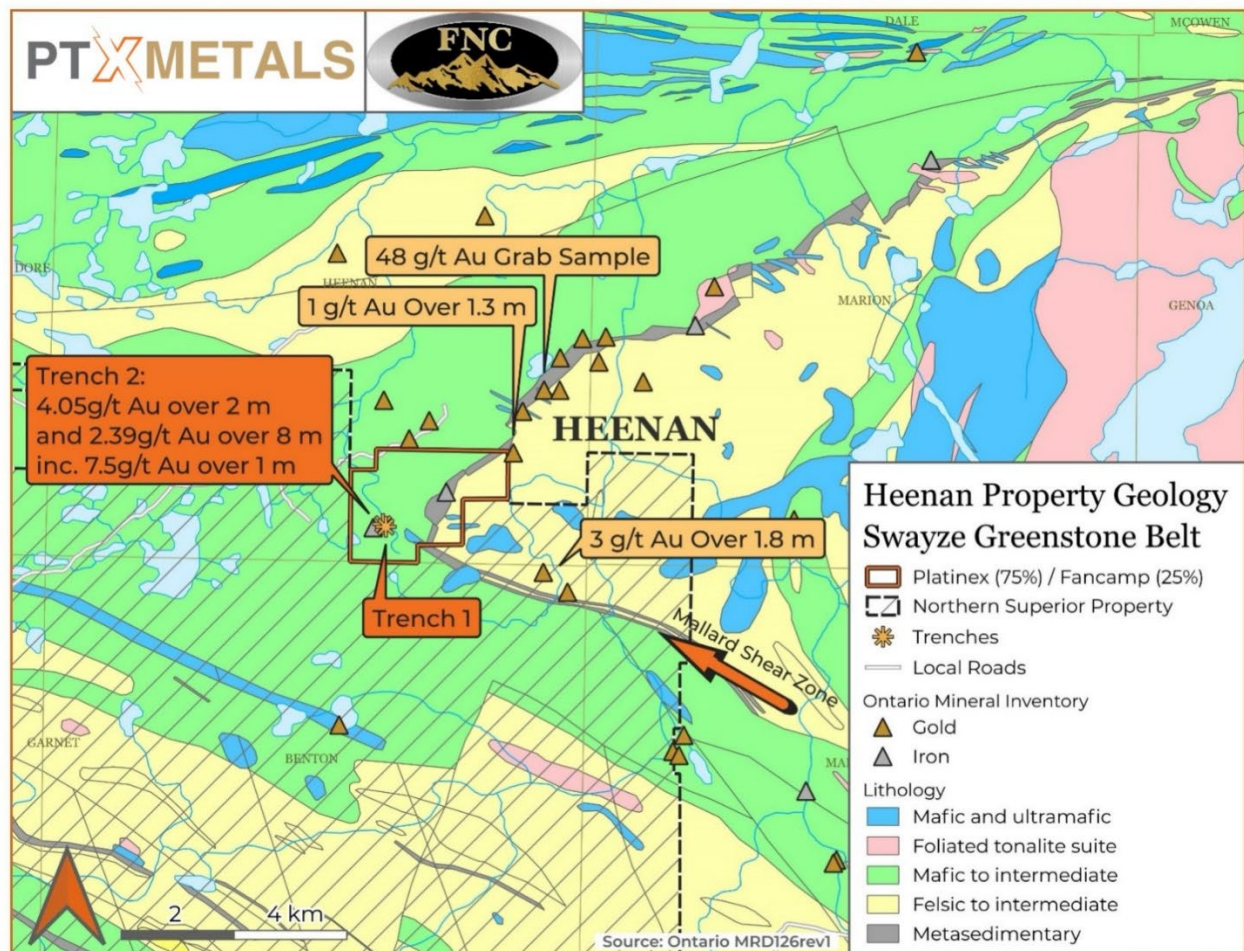 PTX METALS
FNC
DALE
MCOWEN
DORE
HEENAN
48 g/t Au Grab Sample
1 g/t Au Over 1.3 m
MARION
GENOA
Trench 2:
4.05g/t Au over 2 m
and 2.39g/t Au over 8 m
inc. 7.5g/t Au over 1 m
HEENAN
3 g/t Au Over 1.8 m
Trench 1
Mallard Shear Zone
GARNET
BENTON
MA
2
4 km
Source: Ontario MRD126rev1
Heenan Property Geology
Swayze Greenstone Belt
Platinex (75%) / Fancamp (25%)
Northern Superior Property
Trenches
Local Roads
Ontario Mineral Inventory
Gold
Iron
Lithology
Mafic and ultramafic
Foliated tonalite suite
Mafic to intermediate
Felsic to intermediate
Metasedimentary